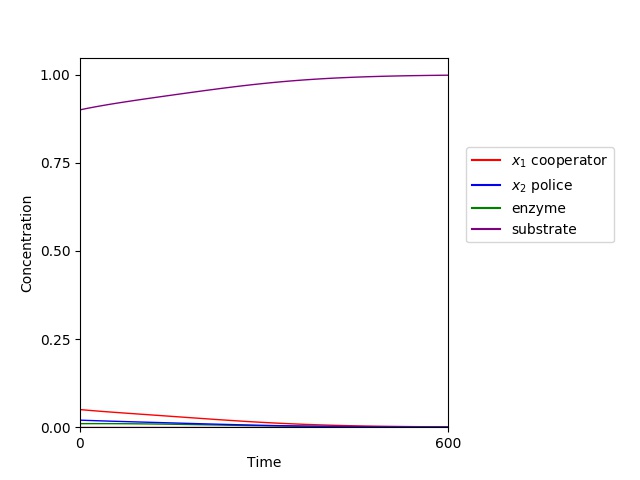 1.00
0.75
0.50
0.25
0.00
Concentration
0
600
Time
x₁ cooperator
x₂ police
enzyme
substrate